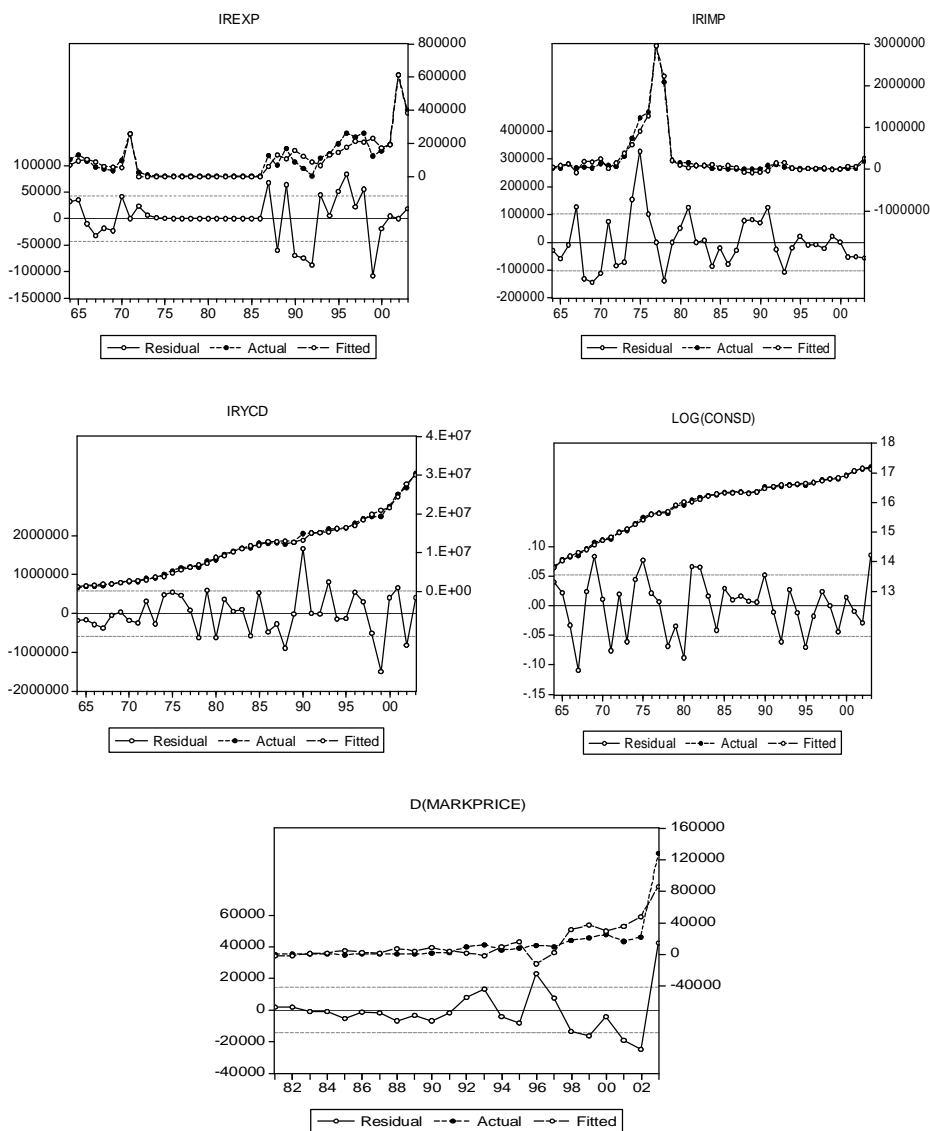 IREXP
800000
600000
400000
200000
0
100000
50000
0
-50000
-100000
-150000
65 70 75 80 85 90 95 00
Residual Actual Fitted
IRIMP
3000000
2000000
1000000
0
-1000000
400000
300000
200000
100000
0
-100000
-200000
65 70 75 80 85 90 95 00
Residual Actual Fitted
IRYCD
4.E+07
3.E+07
2.E+07
1.E+07
0.E+00
2000000
1000000
0
-1000000
-2000000
65 70 75 80 85 90 95 00
Residual Actual Fitted
LOG(CONSD)
18
17
16
15
14
13
.10
.05
.00
-.05
-.10
-.15
65 70 75 80 85 90 95 00
Residual Actual Fitted
D(MARKPRICE)
160000
120000
80000
40000
0
-40000
60000
40000
20000
0
-20000
-40000
82 84 86 88 90 92 94 96 98 00 02
Residual Actual Fitted